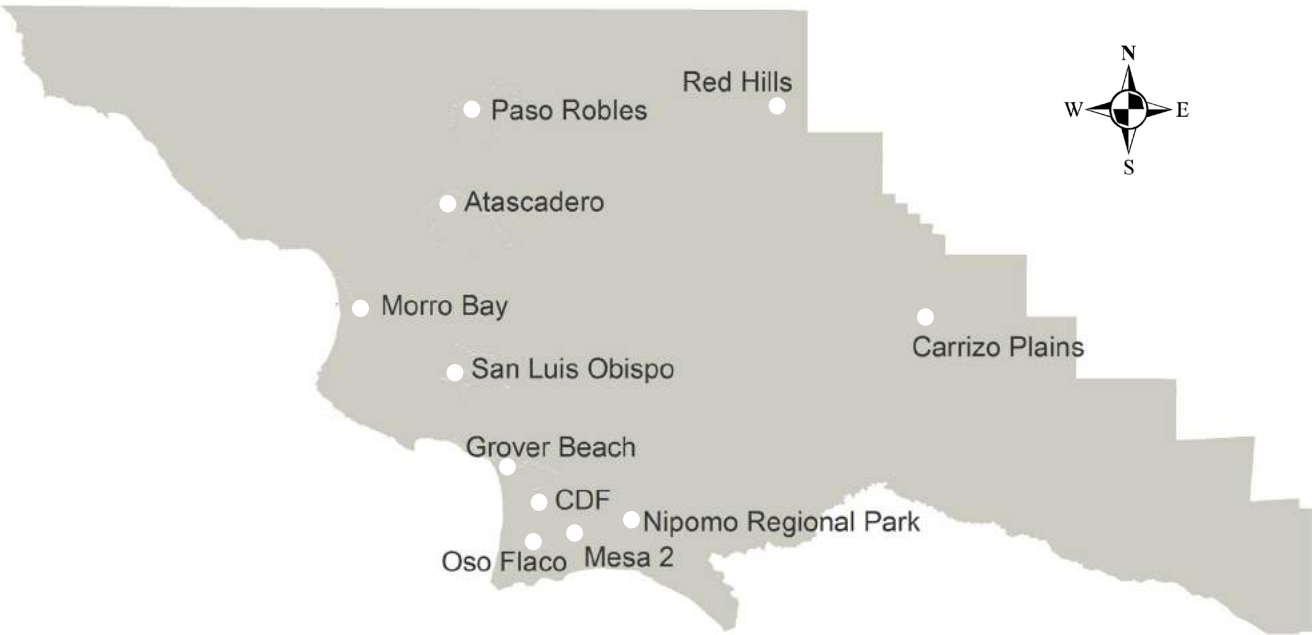 N
Red Hills
Paso Robles
W E
S
Atascadero
Morro Bay
Carrizo Plains
San Luis Obispo
Grover Beach
CDF
Nipomo Regional Park
Oso Flaco
Mesa 2